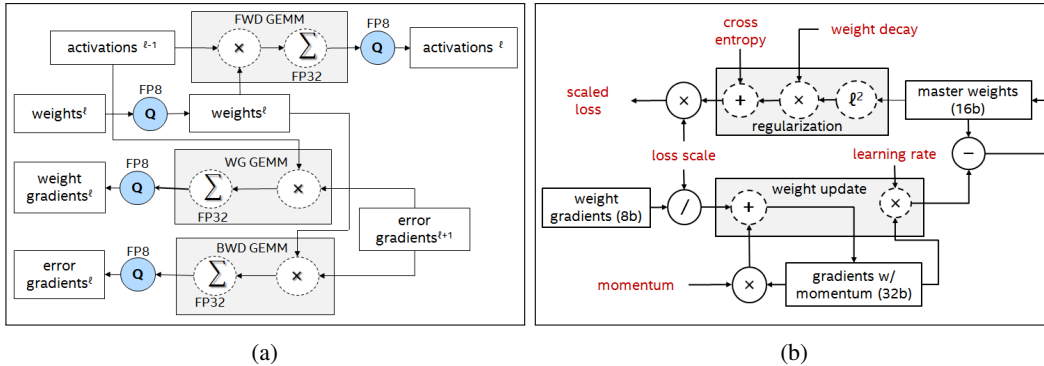 FWD GEMM
FP8
activations ℓ-1
×
∑
Q
activations ℓ
FP32
FP8
weightsℓ
Q
weightsℓ
FP8
WG GEMM
weight
gradientsℓ
Q
∑
×
FP32
error
gradientsℓ+1
FP8
BWD GEMM
error
gradientsℓ
Q
∑
×
FP32
(a)
cross
entropy
weight decay
scaled
loss
×
+
×
ℓ2
master weights
(16b)
regularization
loss scale
learning rate
−
weight
gradients (8b)
/
weight update
+
×
momentum
×
gradients w/
momentum (32b)
(b)